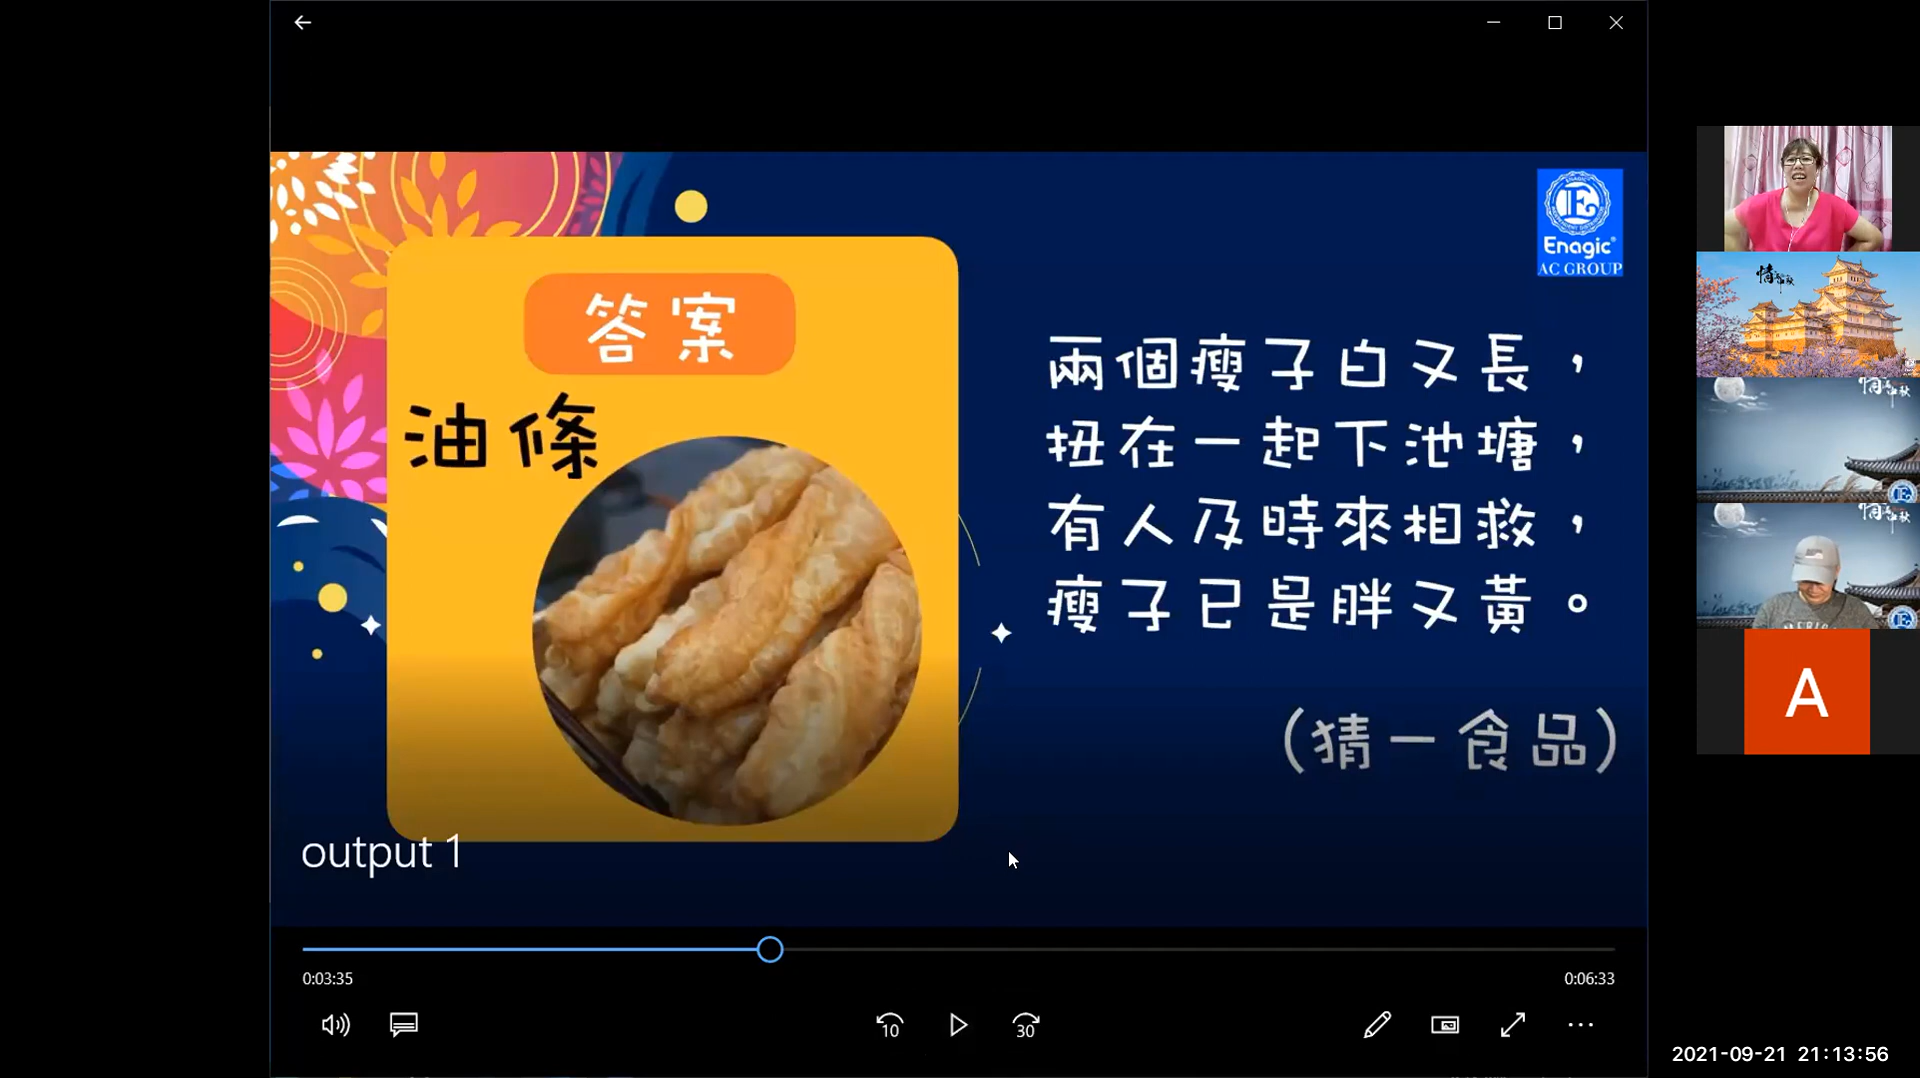 Enagic®
AC GROUP
答案
油條
兩個瘦子白又長，
扭在一起下池塘，
有人及時來相救，
瘦子已是胖又黃。
(猜一食品)
output 1
0:03:35
0:06:33
10
30
A
2021-09-21 21:13:56